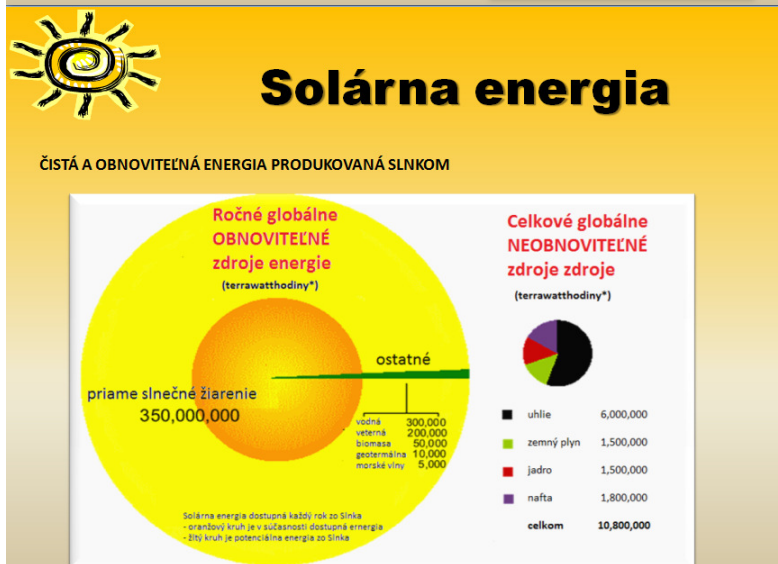 Solárna energia
ČISTÁ A OBNOVITEĽNÁ ENERGIA PRODUKOVANÁ SLNKOM
Ročné globálne
OBNOVITEĽNÉ
zdroje energie
(terrawatthodiny*)
ostatné
priame slnečné žiarenie
350,000,000
vodná 300,000
veterná 200,000
biomasa 50,000
geotermálna 10,000
morské vlny 5,000
Solárna energia dostupná každý rok zo Slnka
- oranžový kruh je v súčasnosti dostupná ernergia
- žltý kruh je potenciálna energia zo Slnka
Celkové globálne
NEOBNOVITEĽNÉ
zdroje zdroje
(terrawatthodiny*)
uhlie 6,000,000
zemný plyn 1,500,000
jadro 1,500,000
nafta 1,800,000
celkom 10,800,000